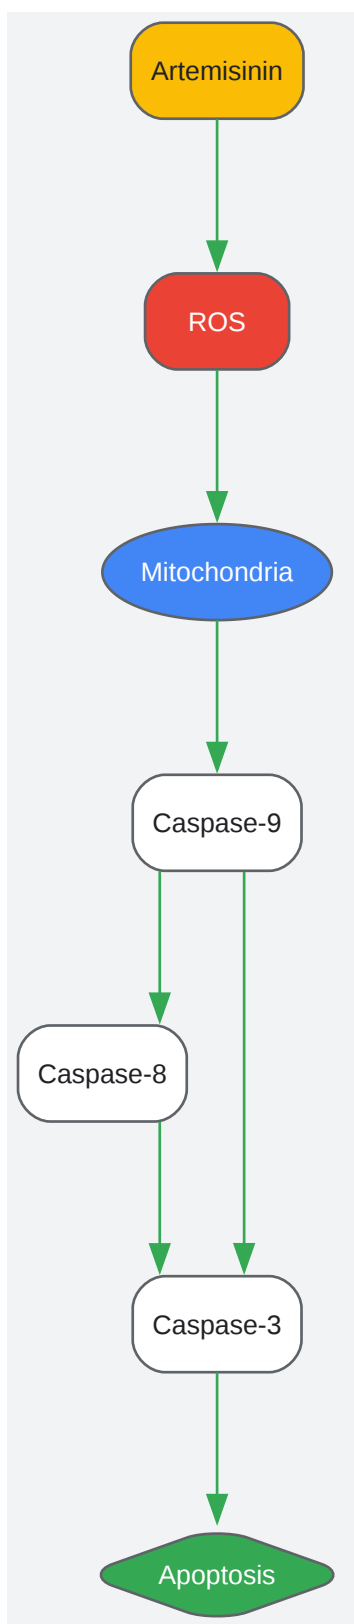 Artemisinin
ROS
Mitochondria
Caspase-9
Caspase-8
Caspase-3
Apoptosis